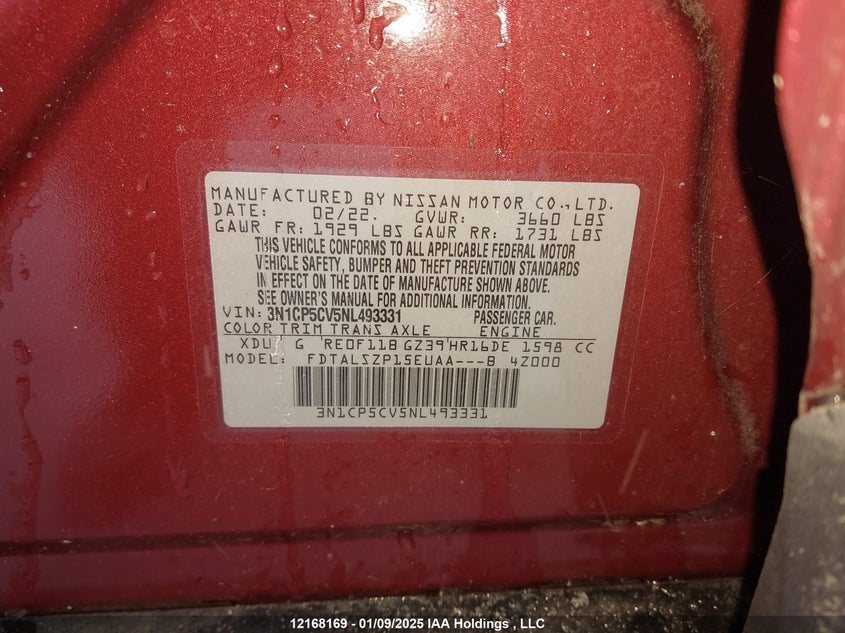 MANUFACTURED BY NISSAN MOTOR CO.,LTD.
DATE: 02/22. GVWR: 3660 LBS
GAWR FR: 1929 LBS GAWR RR: 1731 LBS
THIS VEHICLE CONFORMS TO ALL APPLICABLE FEDERAL MOTOR
VEHICLE SAFETY, BUMPER AND THEFT PREVENTION STANDARDS
IN EFFECT ON THE DATE OF MANUFACTURE SHOWN ABOVE.
SEE OWNER'S MANUAL FOR ADDITIONAL INFORMATION.
VIN: 3N1CP5CV5NL493331 PASSENGER CAR.
COLOR TRIM TRANS AXLE ENGINE
XDU G RE0F11B GZ39 HR16DE 1598 CC
MODEL: FDTALSZP15EUAA---B 4Z000
3N1CP5CV5NL493331
12168169 - 01/09/2025 IAA Holdings , LLC